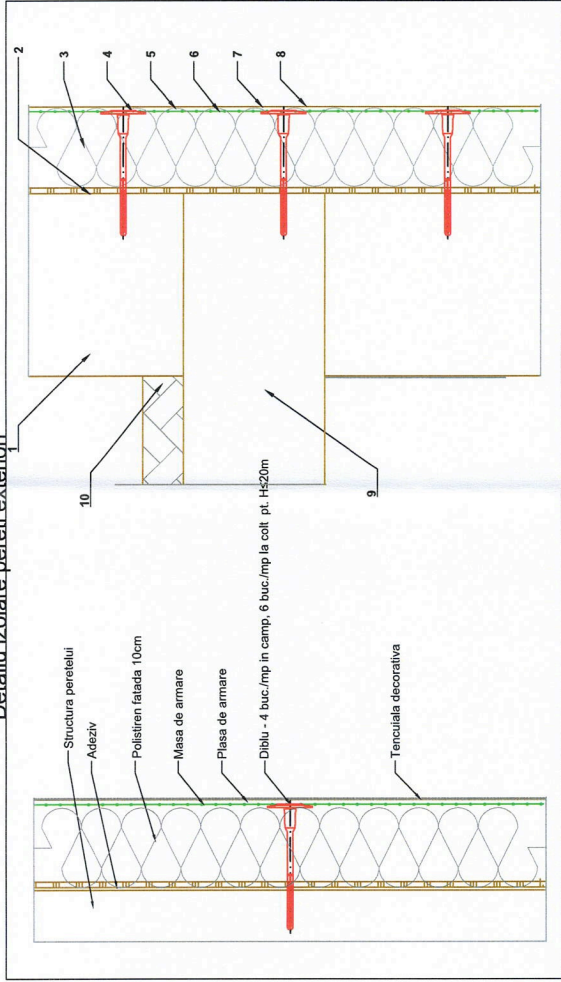 Detaliu izolare pereti exteriori
Structura peretelui
Adeziv
Polistiren fatada 10cm
Masa de armare
Plasa de armare
Diblu - 4 buc./mp in camp, 6 buc./mp la colt pt. H≤20m
Tencuiala decorativa
1
2
3
4
5
6
7
8
9
10